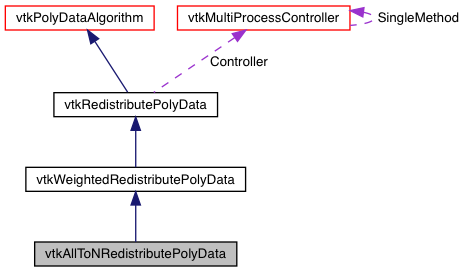 vtkPolyDataAlgorithm
vtkMultiProcessController
SingleMethod
Controller
vtkRedistributePolyData
vtkWeightedRedistributePolyData
vtkAllToNRedistributePolyData